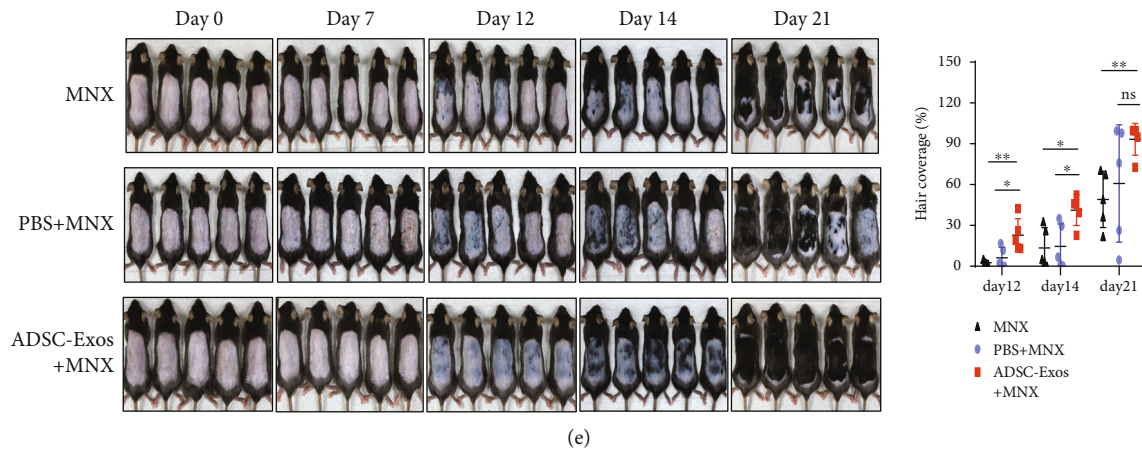 Day 0 Day 7 Day 12 Day 14 Day 21
MNX
PBS+MNX
ADSC-Exos
+MNX
Hair coverage (%)
150
120
90
60
30
0
** * * * ** ns
day12 day14 day21
MNX
PBS+MNX
ADSC-Exos
+MNX
(e)